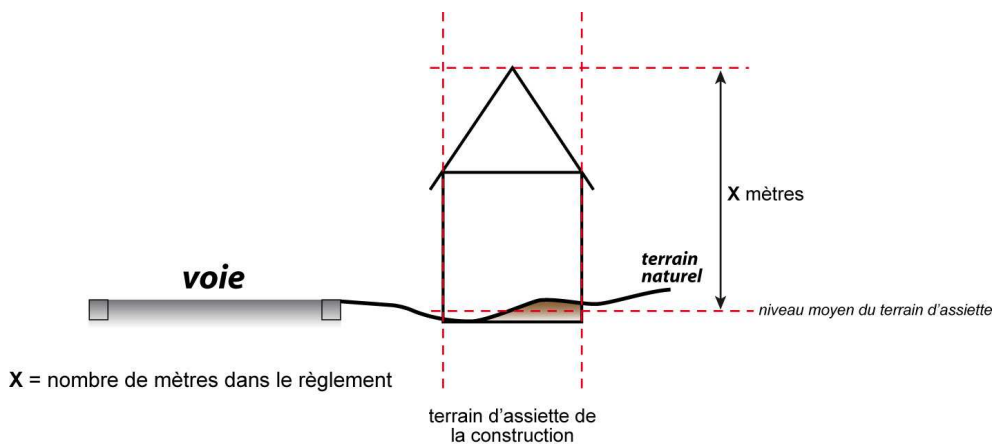 X mètres
voie
terrain
naturel
niveau moyen du terrain d'assiette
X = nombre de mètres dans le règlement
terrain d'assiette de
la construction